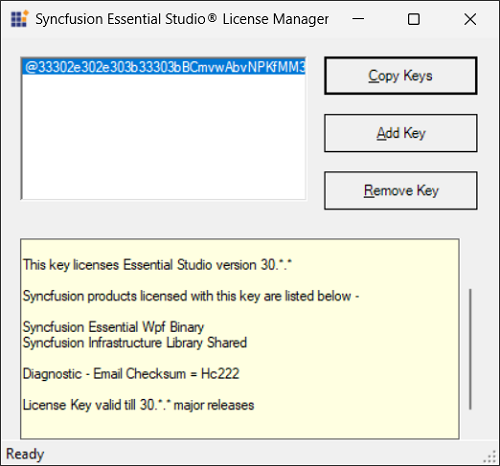 Syncfusion Essential Studio® License Manager
@33302e302e303b33303bBCmvwAbvNPKfMM3
Copy Keys
Add Key
Remove Key
This key licenses Essential Studio version 30.*.*
Syncfusion products licensed with this key are listed below -
Syncfusion Essential Wpf Binary
Syncfusion Infrastructure Library Shared
Diagnostic - Email Checksum = Hc222
License Key valid till 30.*.* major releases
Ready